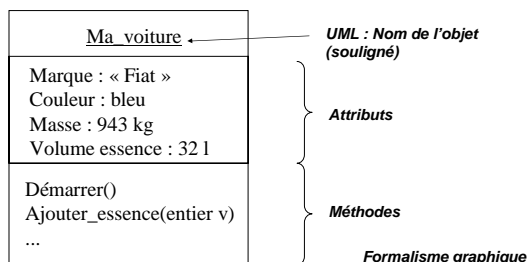 Ma_voiture
UML : Nom de l'objet
(souligné)
Marque : « Fiat »
Couleur : bleu
Masse : 943 kg
Volume essence : 32 l
Attributs
Démarrer()
Ajouter_essence(entier v)
...
Méthodes
Formalisme graphique